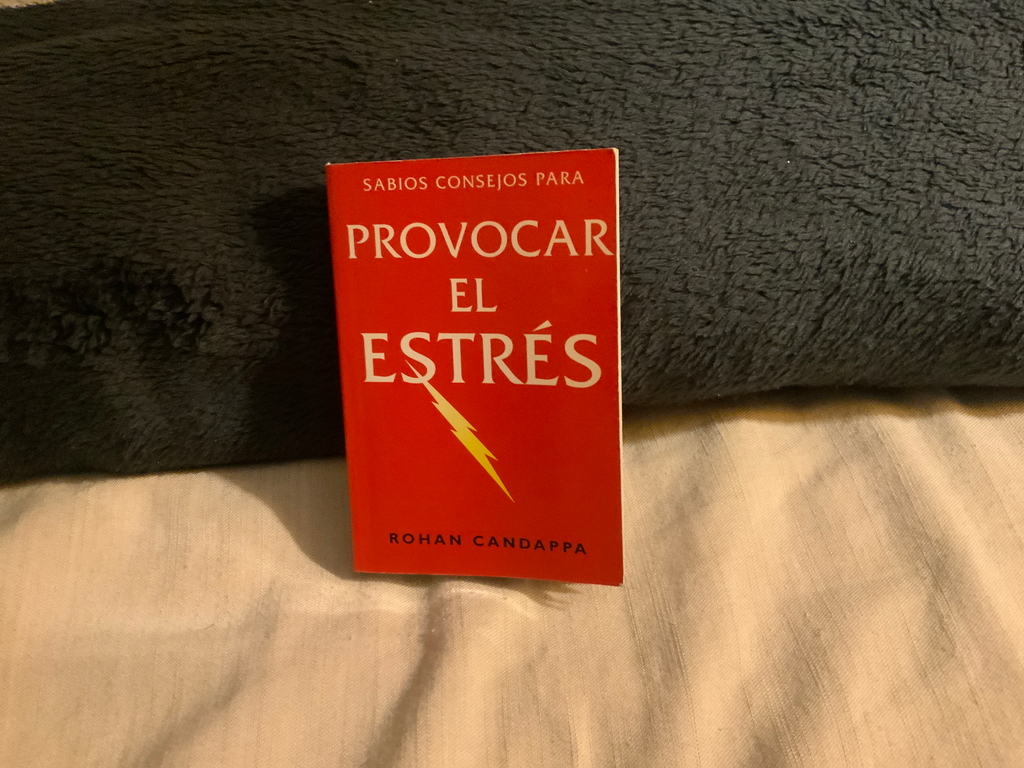 SABIOS CONSEJOS PARA
PROVOCAR
EL
ESTRÉS
ROHAN CANDAPPA